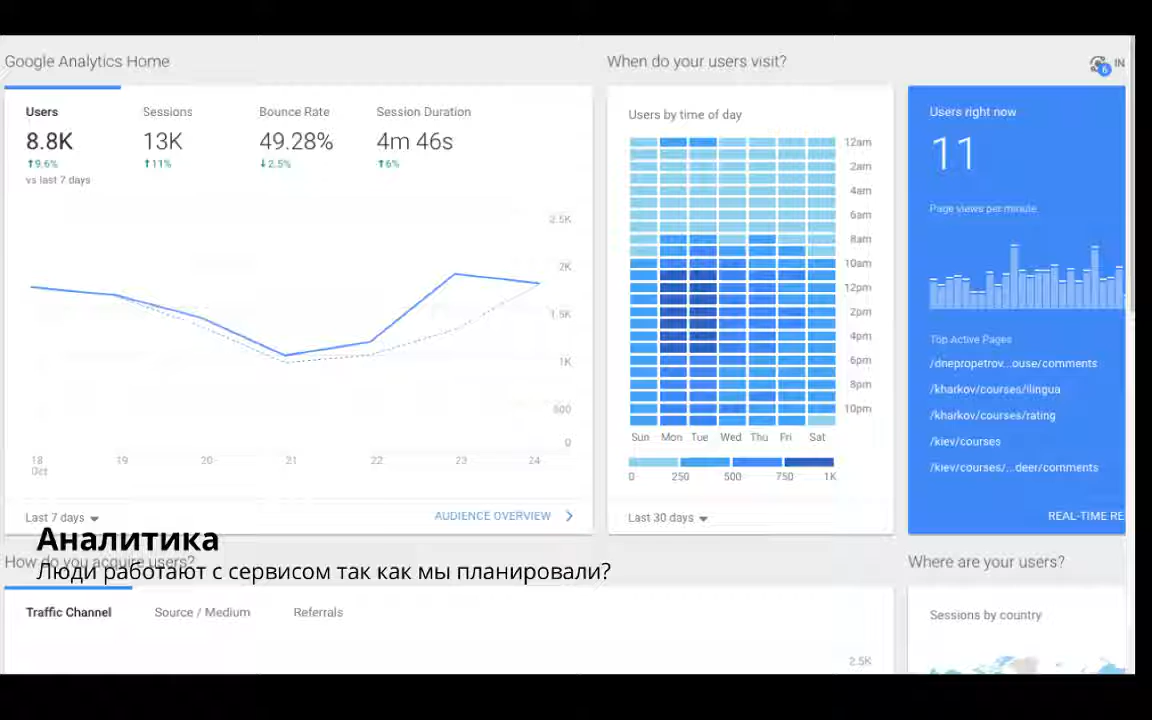 Google Analytics Home
When do your users visit?
6
IN
Users
8.8K
9.6%
vs last 7 days
Sessions
13K
11%
Bounce Rate
49.28%
2.5%
Session Duration
4m 46s
6%
2.5K
2K
1.5K
1K
500
0
18
Oct
19
20
21
22
23
24
Last 7 days
AUDIENCE OVERVIEW
Users by time of day
12am
2am
4am
6am
8am
10am
12pm
2pm
4pm
6pm
8pm
10pm
Sun Mon Tue Wed Thu Fri Sat
0 250 500 750 1K
Last 30 days
Users right now
11
Page views per minute
Top Active Pages
/dnepropetrov...ouse/comments
/kharkov/courses/ilingua
/kharkov/courses/rating
/kiev/courses
/kiev/courses/...deer/comments
REAL-TIME RE
Аналитика
How do you acquire users?
Люди работают с сервисом так как мы планировали?
Where are your users?
Traffic Channel
Source / Medium
Referrals
2.5K
Sessions by country